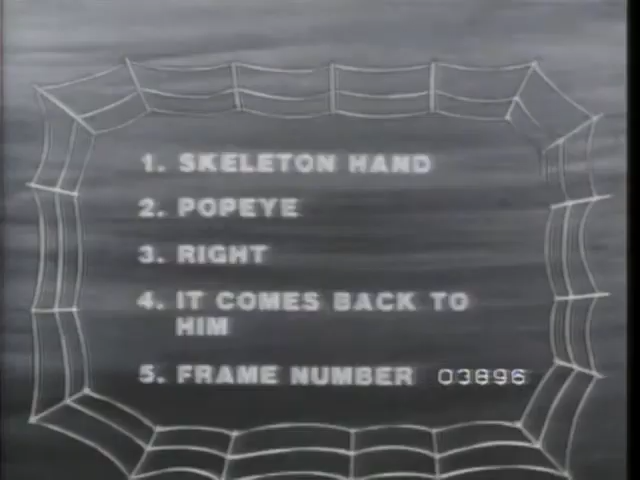 1. SKELETON HAND
2. POPEYE
3. RIGHT
4. IT COMES BACK TO
HIM
5. FRAME NUMBER 03896